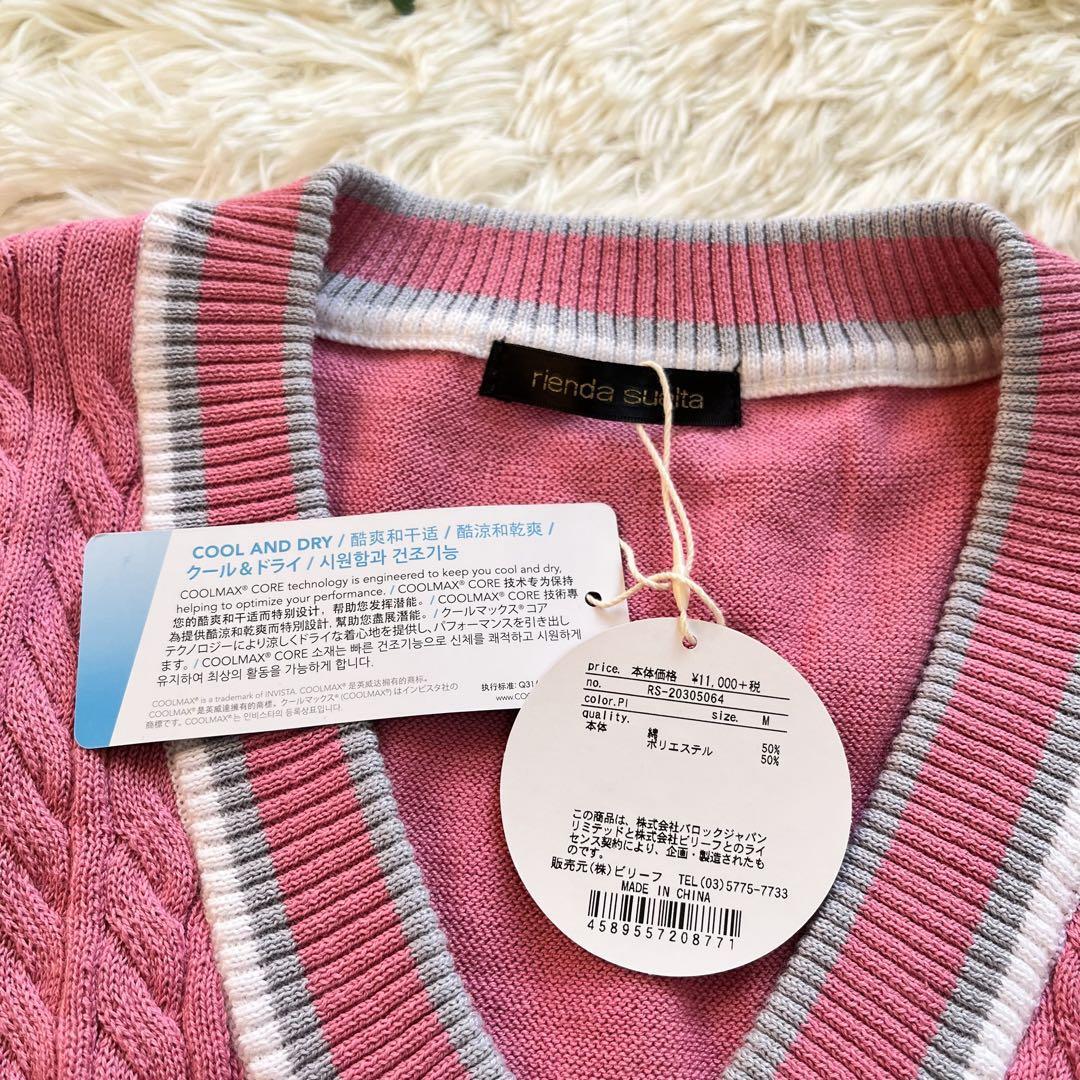 rienda suelta
COOL AND DRY / 酷爽和干适 / 酷涼和乾爽 /
クール＆ドライ / 시원함과 건조기능
COOLMAX® CORE technology is engineered to keep you cool and dry,
helping to optimize your performance. / COOLMAX® CORE 技术专为保持
您的酷爽和干适而特别设计，帮助您发挥潜能。/ COOLMAX® CORE 技術專
為提供酷涼和乾爽而特別設計,幫助您盡展潛能。/ クールマックス®コア
テクノロジーにより涼しくドライな着心地を提供し、パフォーマンスを引き出し
ます。/ COOLMAX® CORE 소재는 빠른 건조기능으로 신체를 쾌적하고 시원하게
유지하여 최상의 활동을 가능하게 합니다.
COOLMAX® is a trademark of INVISTA. COOLMAX® 是英威达拥有的商标。
COOLMAX® 是英威達擁有的商標。クールマックス®(COOLMAX®)はインビスタ社の
商標です。COOLMAX®는 인비스타의 등록상표입니다.
执行标准: Q31/
www.CO
price. 本体価格 ¥11,000+税
no. RS-20305064
color.PI size. M
quality.
本体 綿 50%
ポリエステル 50%
この商品は、株式会社バロックジャパン
リミテッドと株式会社ビリーフとのライ
センス契約により、企画・製造されたも
のです。
販売元(株)ビリーフ TEL(03)5775-7733
MADE IN CHINA
4589557208771